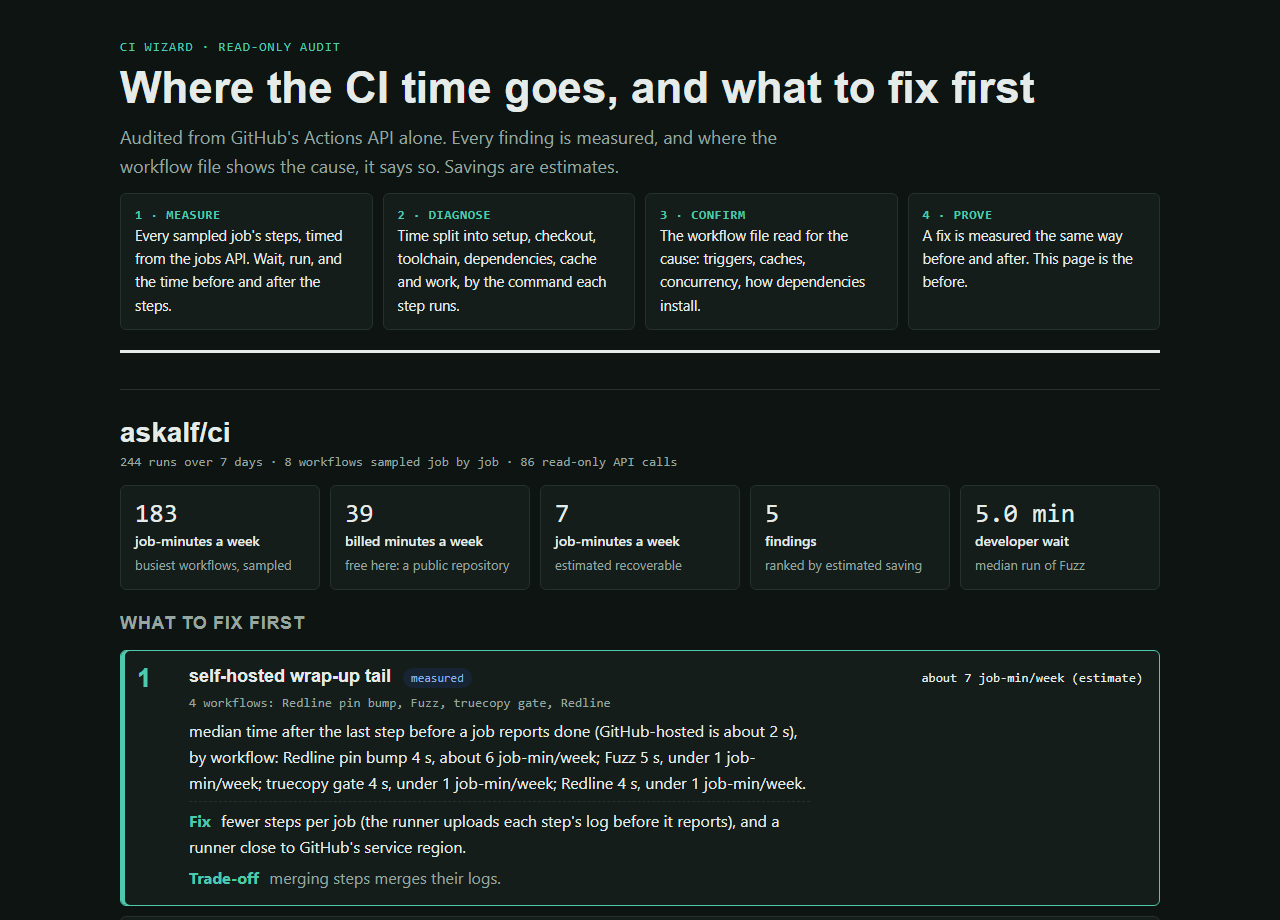 CI WIZARD · READ-ONLY AUDIT
Where the CI time goes, and what to fix first
Audited from GitHub's Actions API alone. Every finding is measured, and where the
workflow file shows the cause, it says so. Savings are estimates.
1 · MEASURE
Every sampled job's steps, timed
from the jobs API. Wait, run, and
the time before and after the
steps.
2 · DIAGNOSE
Time split into setup, checkout,
toolchain, dependencies, cache
and work, by the command each
step runs.
3 · CONFIRM
The workflow file read for the
cause: triggers, caches,
concurrency, how dependencies
install.
4 · PROVE
A fix is measured the same way
before and after. This page is the
before.
askalf/ci
244 runs over 7 days · 8 workflows sampled job by job · 86 read-only API calls
183
job-minutes a week
busiest workflows, sampled
39
billed minutes a week
free here: a public repository
7
job-minutes a week
estimated recoverable
5
findings
ranked by estimated saving
5.0 min
developer wait
median run of Fuzz
WHAT TO FIX FIRST
1
self-hosted wrap-up tail measured
about 7 job-min/week (estimate)
4 workflows: Redline pin bump, Fuzz, truecopy gate, Redline
median time after the last step before a job reports done (GitHub-hosted is about 2 s),
by workflow: Redline pin bump 4 s, about 6 job-min/week; Fuzz 5 s, under 1 job-
min/week; truecopy gate 4 s, under 1 job-min/week; Redline 4 s, under 1 job-min/week.
Fix fewer steps per job (the runner uploads each step's log before it reports), and a
runner close to GitHub's service region.
Trade-off merging steps merges their logs.